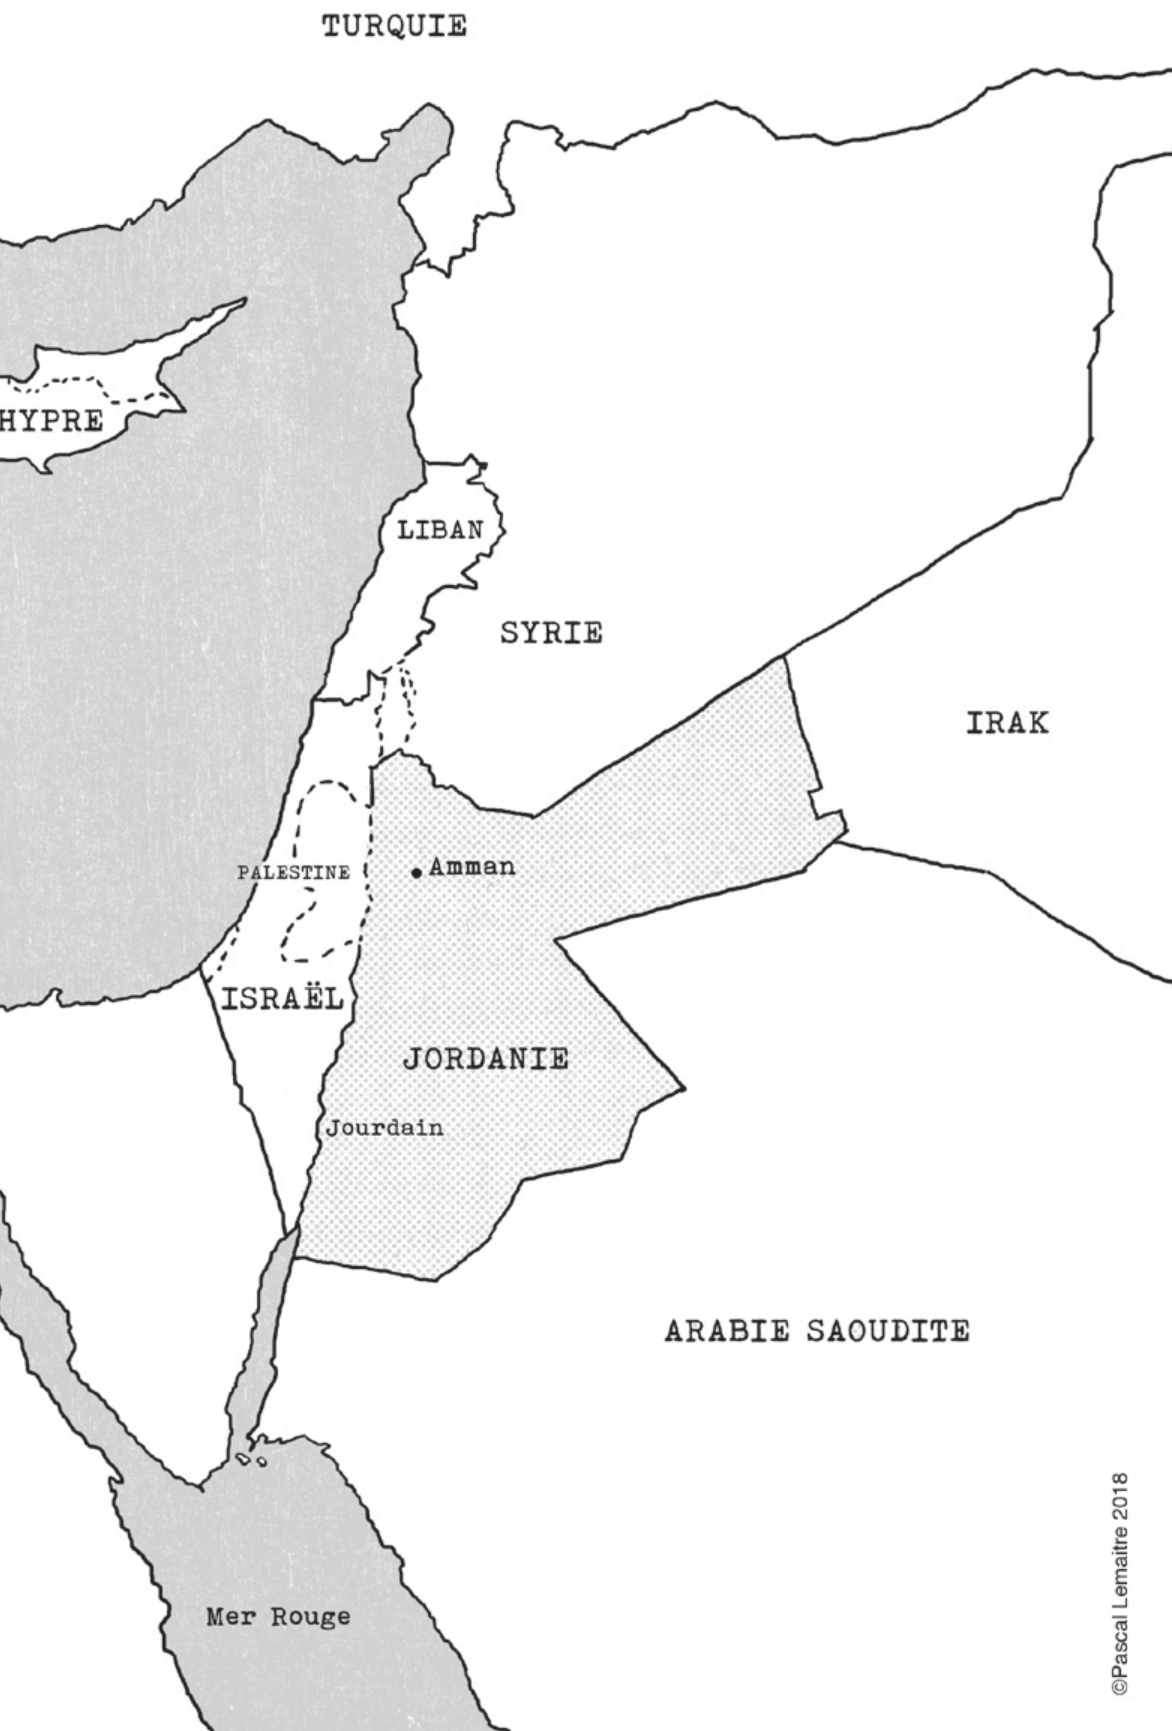 TURQUIE
HYPRE
LIBAN
SYRIE
IRAK
PALESTINE
Amman
ISRAËL
JORDANIE
Jourdain
ARABIE SAOUDITE
Mer Rouge
©Pascal Lemaitre 2018